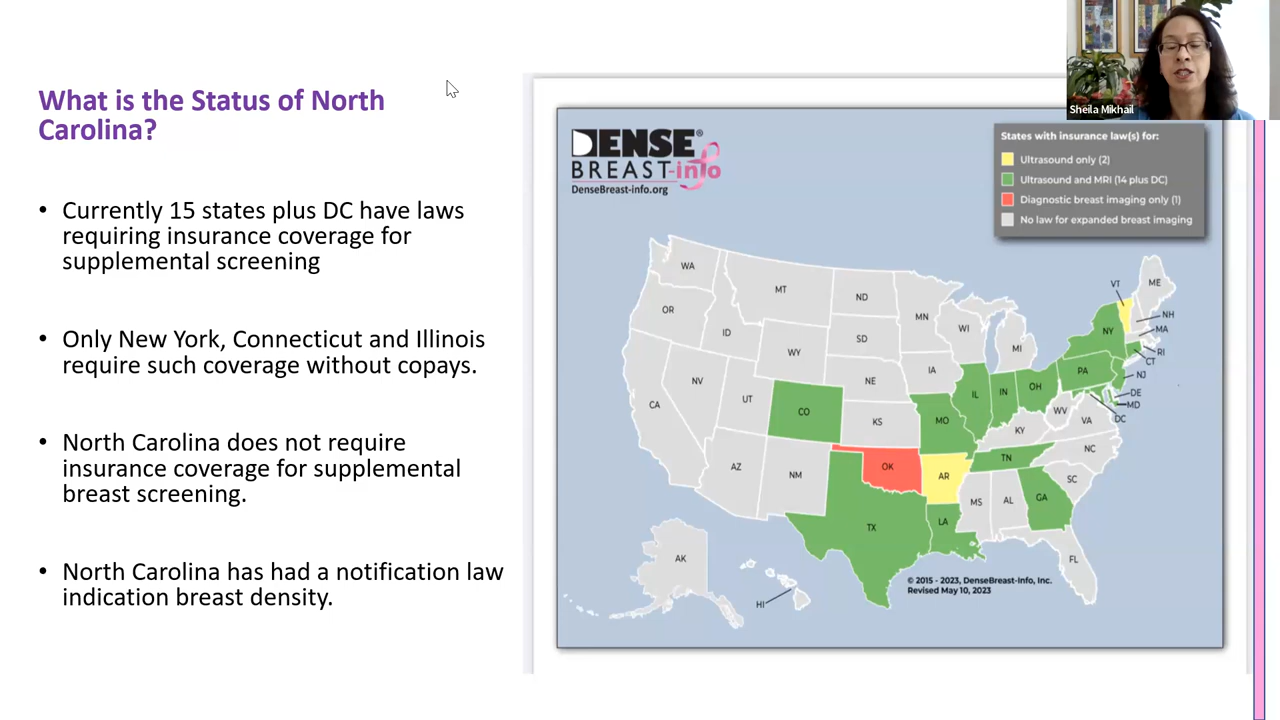 What is the Status of North
Carolina?
• Currently 15 states plus DC have laws
requiring insurance coverage for
supplemental screening
• Only New York, Connecticut and Illinois
require such coverage without copays.
• North Carolina does not require
insurance coverage for supplemental
breast screening.
• North Carolina has had a notification law
indication breast density.
Sheila Mikhail
DENSE®
BREAST-info
DenseBreast-info.org
States with insurance law(s) for:
Ultrasound only (2)
Ultrasound and MRI (14 plus DC)
Diagnostic breast imaging only (1)
No law for expanded breast imaging
WA
MT
ND
MN
VT
ME
OR
ID
SD
WI
NY
NH
MA
WY
MI
RI
CT
NV
NE
IA
PA
NJ
CA
UT
CO
KS
MO
IL
IN
OH
WV
VA
DE
MD
DC
KY
AZ
NM
OK
AR
TN
NC
SC
MS
AL
GA
TX
LA
FL
AK
HI
© 2015 - 2023, DenseBreast-Info, Inc.
Revised May 10, 2023